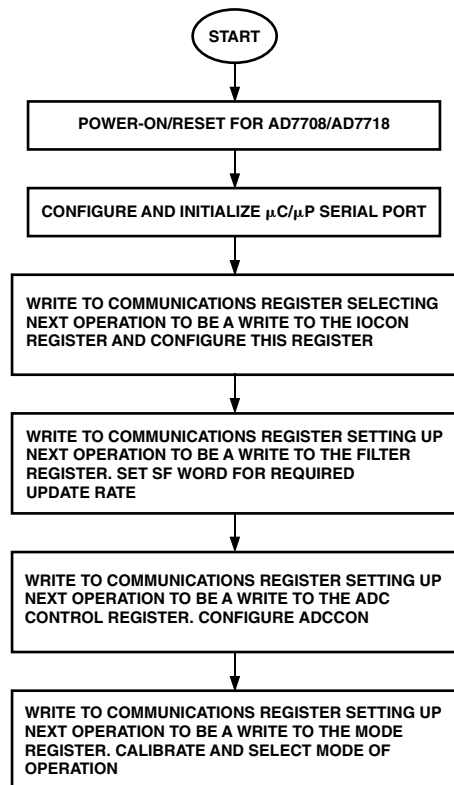 START
POWER-ON/RESET FOR AD7708/AD7718
CONFIGURE AND INITIALIZE μC/μP SERIAL PORT
WRITE TO COMMUNICATIONS REGISTER SELECTING
NEXT OPERATION TO BE A WRITE TO THE IOCON
REGISTER AND CONFIGURE THIS REGISTER
WRITE TO COMMUNICATIONS REGISTER SETTING UP
NEXT OPERATION TO BE A WRITE TO THE FILTER
REGISTER. SET SF WORD FOR REQUIRED
UPDATE RATE
WRITE TO COMMUNICATIONS REGISTER SETTING UP
NEXT OPERATION TO BE A WRITE TO THE ADC
CONTROL REGISTER. CONFIGURE ADCCON
WRITE TO COMMUNICATIONS REGISTER SETTING UP
NEXT OPERATION TO BE A WRITE TO THE MODE
REGISTER. CALIBRATE AND SELECT MODE OF
OPERATION